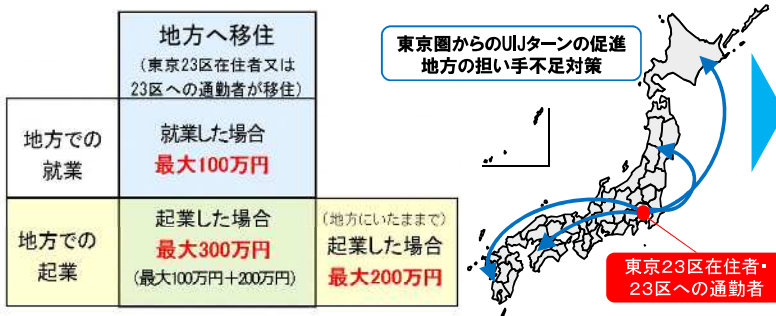 地方へ移住
（東京23区在住者又は
23区への通勤者が移住）
地方での
就業
就業した場合
最大100万円
地方での
起業
起業した場合
最大300万円
（最大100万円＋200万円）
（地方にいたままで）
起業した場合
最大200万円
東京圏からのUIJターンの促進
地方の担い手不足対策
東京23区在住者・
23区への通勤者